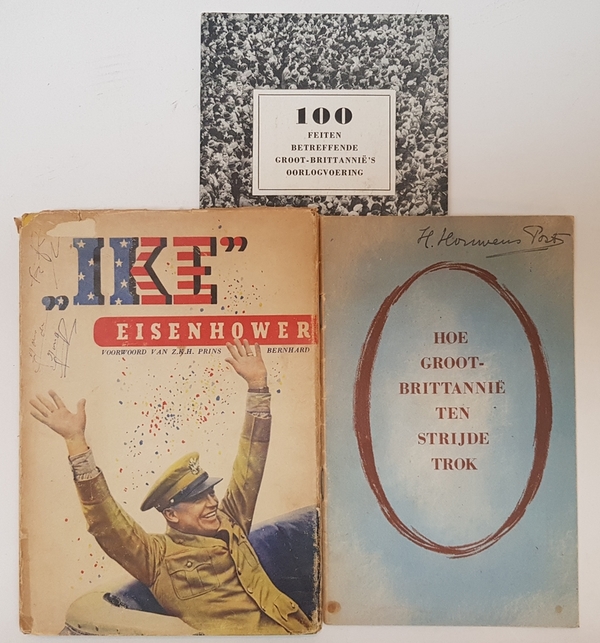 100
FEITEN
BETREFFENDE
GROOT-BRITTANNIË'S
OORLOGVOERING
„IKE”
EISENHOWER
VOORWOORD VAN Z.K.H. PRINS BERNHARD
H. Houwens Post
HOE
GROOT-
BRITTANNIË
TEN
STRIJDE
TROK